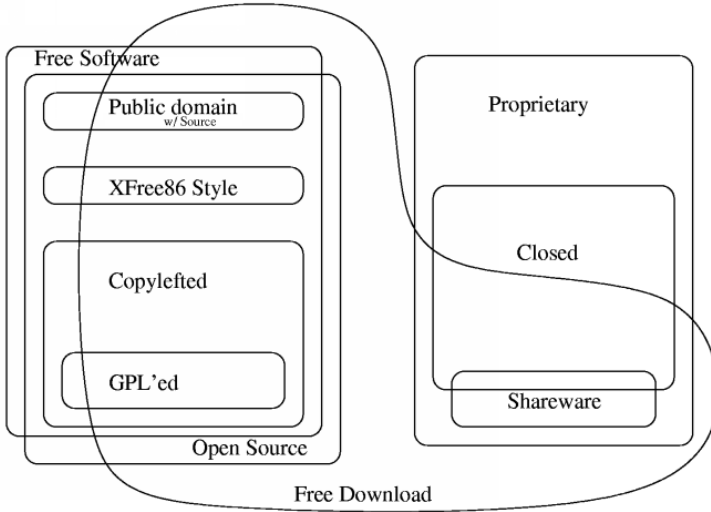 Free Software
Public domain
w/ Source
XFree86 Style
Copylefted
GPL'ed
Open Source
Proprietary
Closed
Shareware
Free Download